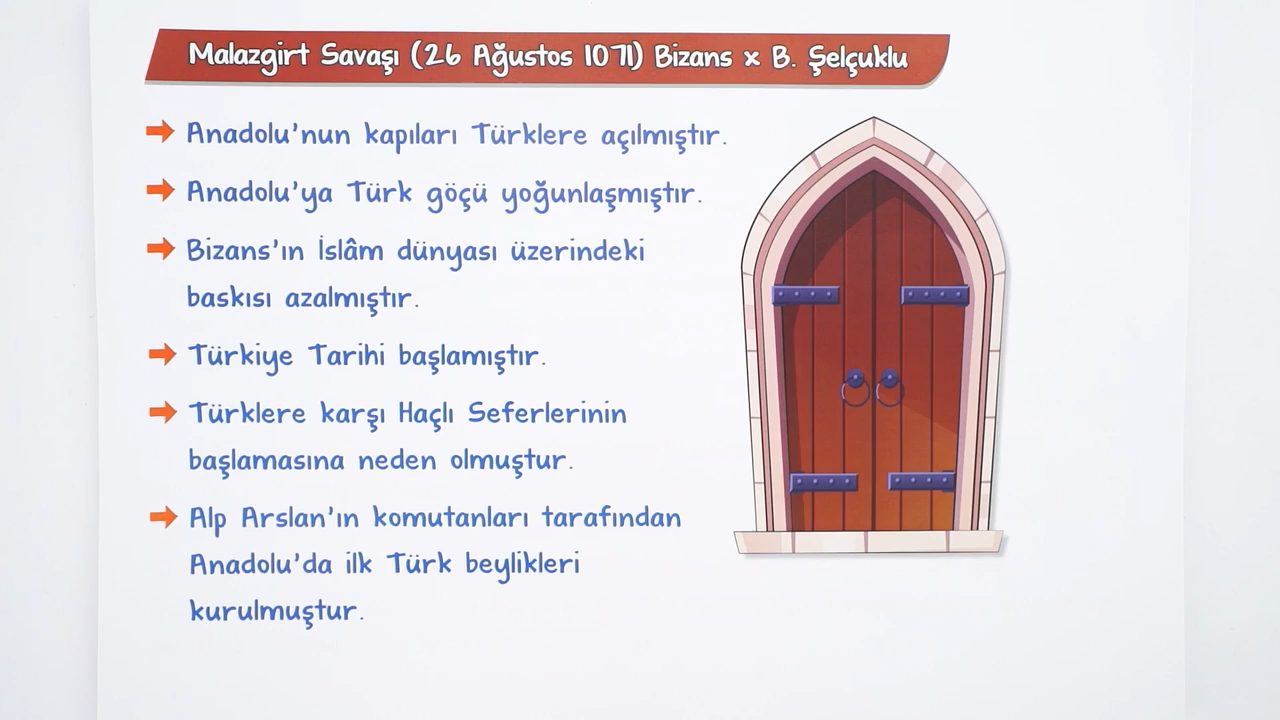 Malazgirt Savaşı (26 Ağustos 1071) Bizans x B. Şelçuklu
Anadolu'nun kapıları Türklere açılmıştır.
Anadolu'ya Türk göçü yoğunlaşmıştır.
Bizans'ın İslâm dünyası üzerindeki
baskısı azalmıştır.
Türkiye Tarihi başlamıştır.
Türklere karşı Haçlı Seferlerinin
başlamasına neden olmuştur.
Alp Arslan'ın komutanları tarafından
Anadolu'da ilk Türk beylikleri
kurulmuştur.